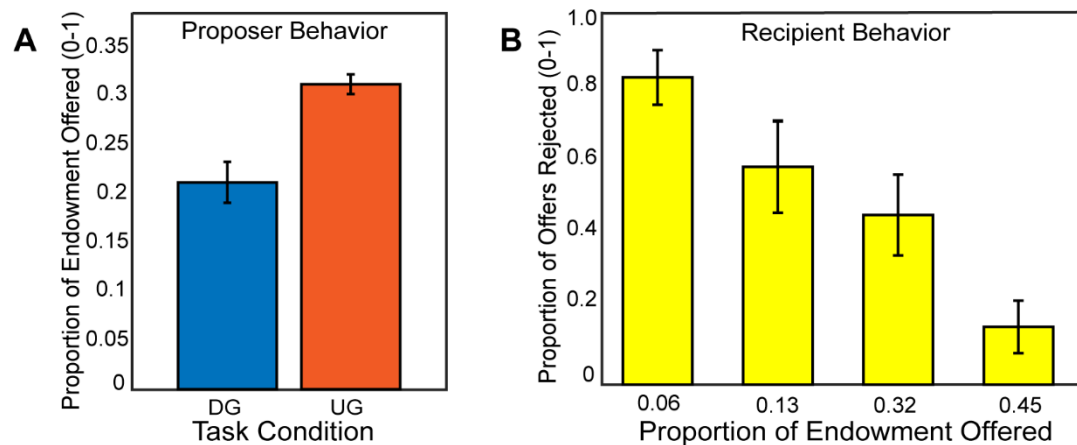 A
Proposer Behavior
Proportion of Endowment Offered (0-1)
0.35
0.3
0.25
0.2
0.15
0.1
0.05
0
DG UG
Task Condition
B
Recipient Behavior
Proportion of Offers Rejected (0-1)
1.0
0.8
0.6
0.4
0.2
0
0.06 0.13 0.32 0.45
Proportion of Endowment Offered